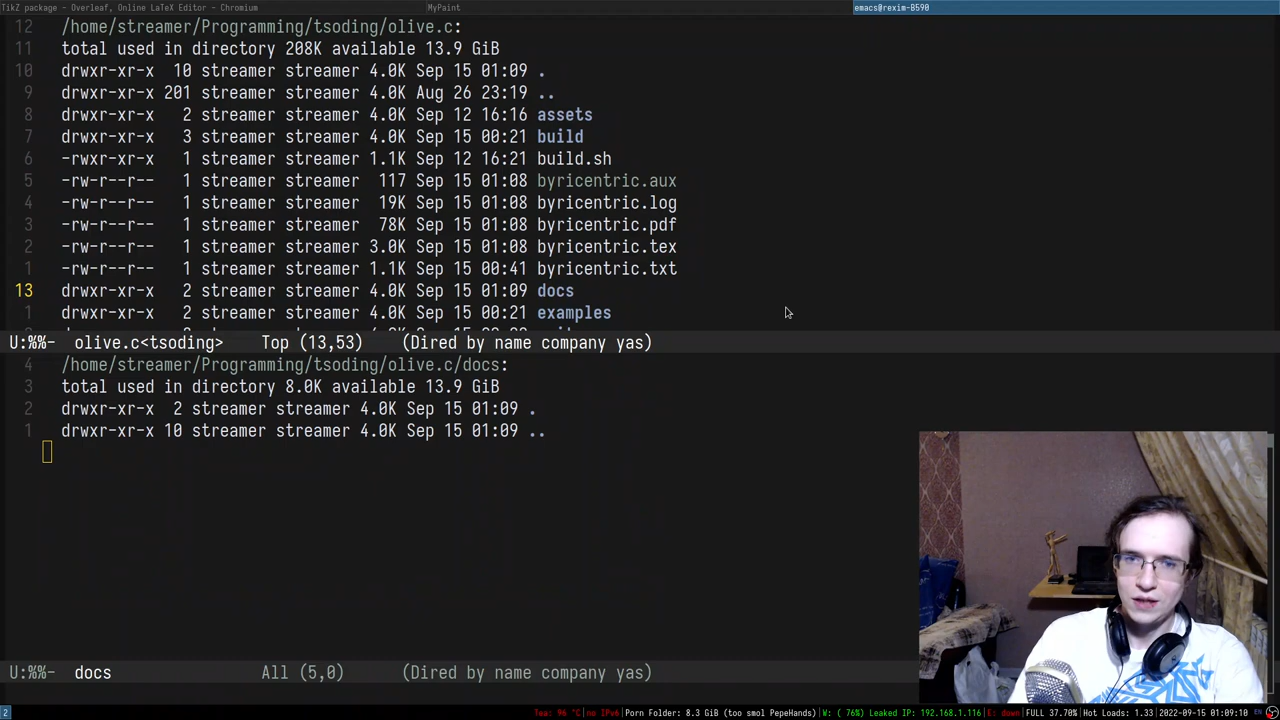 TikZ package - Overleaf, Online LaTeX Editor - Chromium MyPaint emacs@rexim-B590
12 /home/streamer/Programming/tsoding/olive.c:
11 total used in directory 208K available 13.9 GiB
10 drwxr-xr-x 10 streamer streamer 4.0K Sep 15 01:09 .
9 drwxr-xr-x 201 streamer streamer 4.0K Aug 26 23:19 ..
8 drwxr-xr-x 2 streamer streamer 4.0K Sep 12 16:16 assets
7 drwxr-xr-x 3 streamer streamer 4.0K Sep 15 00:21 build
6 -rwxr-xr-x 1 streamer streamer 1.1K Sep 12 16:21 build.sh
5 -rw-r--r-- 1 streamer streamer 117 Sep 15 01:08 byricentric.aux
4 -rw-r--r-- 1 streamer streamer 19K Sep 15 01:08 byricentric.log
3 -rw-r--r-- 1 streamer streamer 78K Sep 15 01:08 byricentric.pdf
2 -rw-r--r-- 1 streamer streamer 3.0K Sep 15 01:08 byricentric.tex
1 -rw-r--r-- 1 streamer streamer 1.1K Sep 15 00:41 byricentric.txt
13 drwxr-xr-x 2 streamer streamer 4.0K Sep 15 01:09 docs
1 drwxr-xr-x 2 streamer streamer 4.0K Sep 15 00:21 examples
U:%%- olive.c<tsoding> Top (13,53) (Dired by name company yas)
4 /home/streamer/Programming/tsoding/olive.c/docs:
3 total used in directory 8.0K available 13.9 GiB
2 drwxr-xr-x 2 streamer streamer 4.0K Sep 15 01:09 .
1 drwxr-xr-x 10 streamer streamer 4.0K Sep 15 01:09 ..
U:%%- docs All (5,0) (Dired by name company yas)
2 Tea: 96 °C|no IPv6|Porn Folder: 8.3 GiB (too smol PepeHands)|W: ( 76%) Leaked IP: 192.168.1.116|E: down|FULL 37.70%|Hot Loads: 1.33|2022-09-15 01:09:10 EN